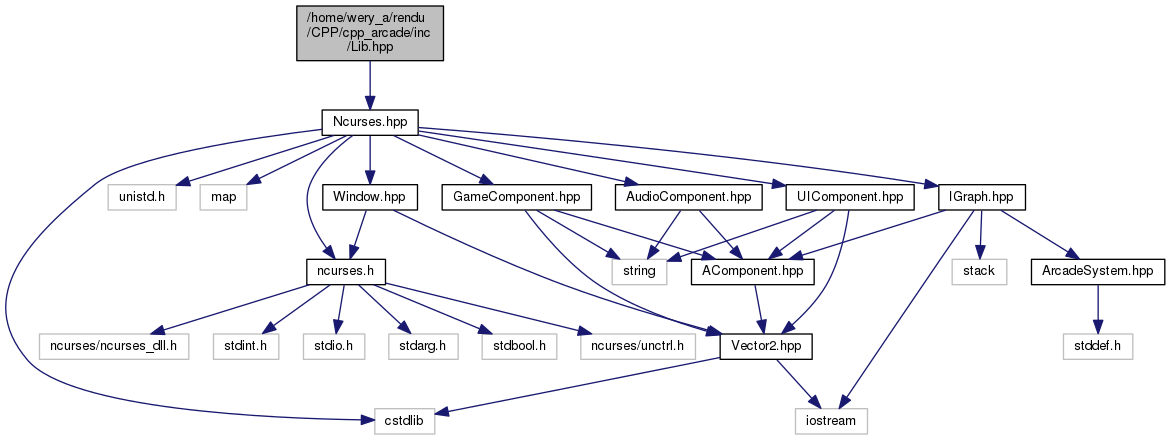 /home/wery_a/rendu
/CPP/cpp_arcade/inc
/Lib.hpp
Ncurses.hpp
unistd.h
map
Window.hpp
GameComponent.hpp
AudioComponent.hpp
UIComponent.hpp
IGraph.hpp
ncurses.h
string
AComponent.hpp
stack
ArcadeSystem.hpp
ncurses/ncurses_dll.h
stdint.h
stdio.h
stdarg.h
stdbool.h
ncurses/unctrl.h
Vector2.hpp
stddef.h
cstdlib
iostream